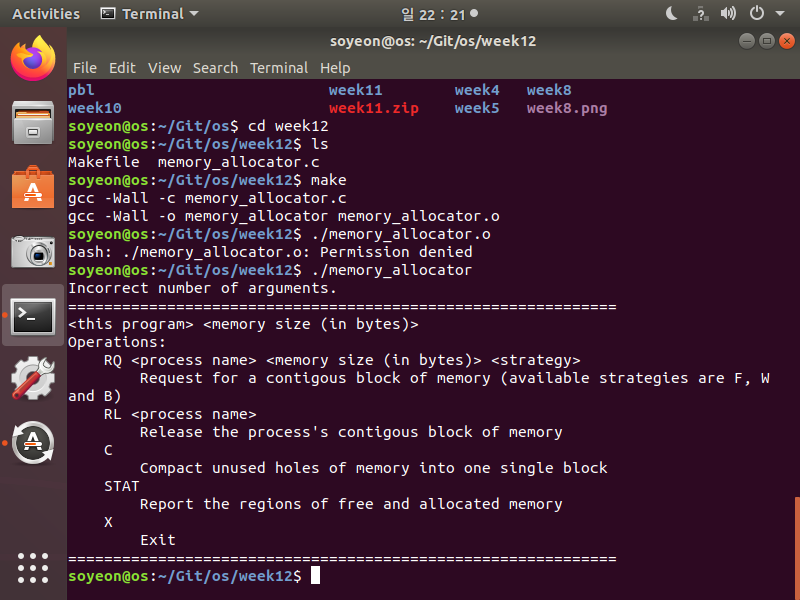 Activities Terminal 일 22 : 21
soyeon@os: ~/Git/os/week12
File Edit View Search Terminal Help
pbl week11 week4 week8
week10 week11.zip week5 week8.png
soyeon@os:~/Git/os$ cd week12
soyeon@os:~/Git/os/week12$ ls
Makefile memory_allocator.c
soyeon@os:~/Git/os/week12$ make
gcc -Wall -c memory_allocator.c
gcc -Wall -o memory_allocator memory_allocator.o
soyeon@os:~/Git/os/week12$ ./memory_allocator.o
bash: ./memory_allocator.o: Permission denied
soyeon@os:~/Git/os/week12$ ./memory_allocator
Incorrect number of arguments.
=============================================================
<this program> <memory size (in bytes)>
Operations:
RQ <process name> <memory size (in bytes)> <strategy>
Request for a contigous block of memory (available strategies are F, W
and B)
RL <process name>
Release the process's contigous block of memory
C
Compact unused holes of memory into one single block
STAT
Report the regions of free and allocated memory
X
Exit
=============================================================
soyeon@os:~/Git/os/week12$